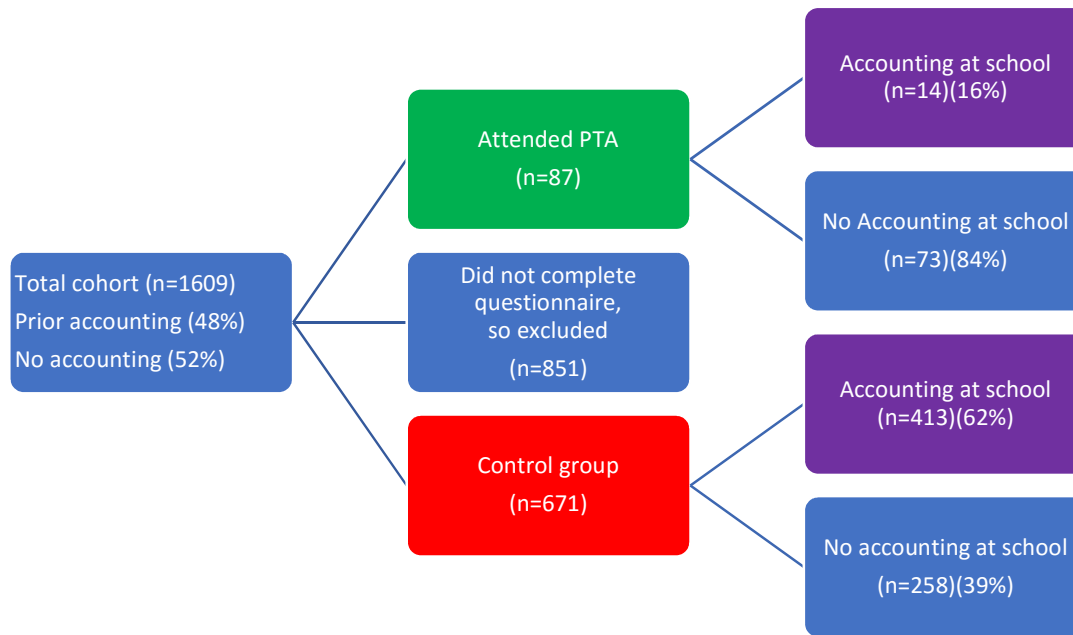 Total cohort (n=1609)
Prior accounting (48%)
No accounting (52%)
Attended PTA
(n=87)
Did not complete
questionnaire,
so excluded
(n=851)
Control group
(n=671)
Accounting at school
(n=14)(16%)
No Accounting at school
(n=73)(84%)
Accounting at school
(n=413)(62%)
No accounting at school
(n=258)(39%)